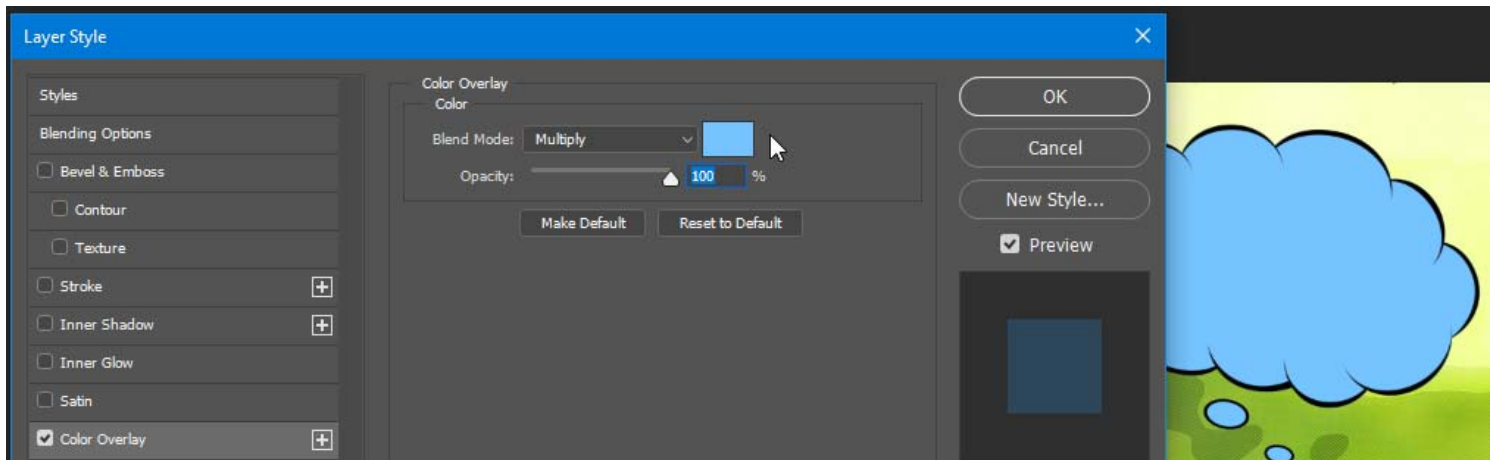 Layer Style
Styles
Blending Options
Bevel & Emboss
Contour
Texture
Stroke
Inner Shadow
Inner Glow
Satin
Color Overlay
Color Overlay
Color
Blend Mode: Multiply
Opacity: 100 %
Make Default Reset to Default
OK
Cancel
New Style...
Preview